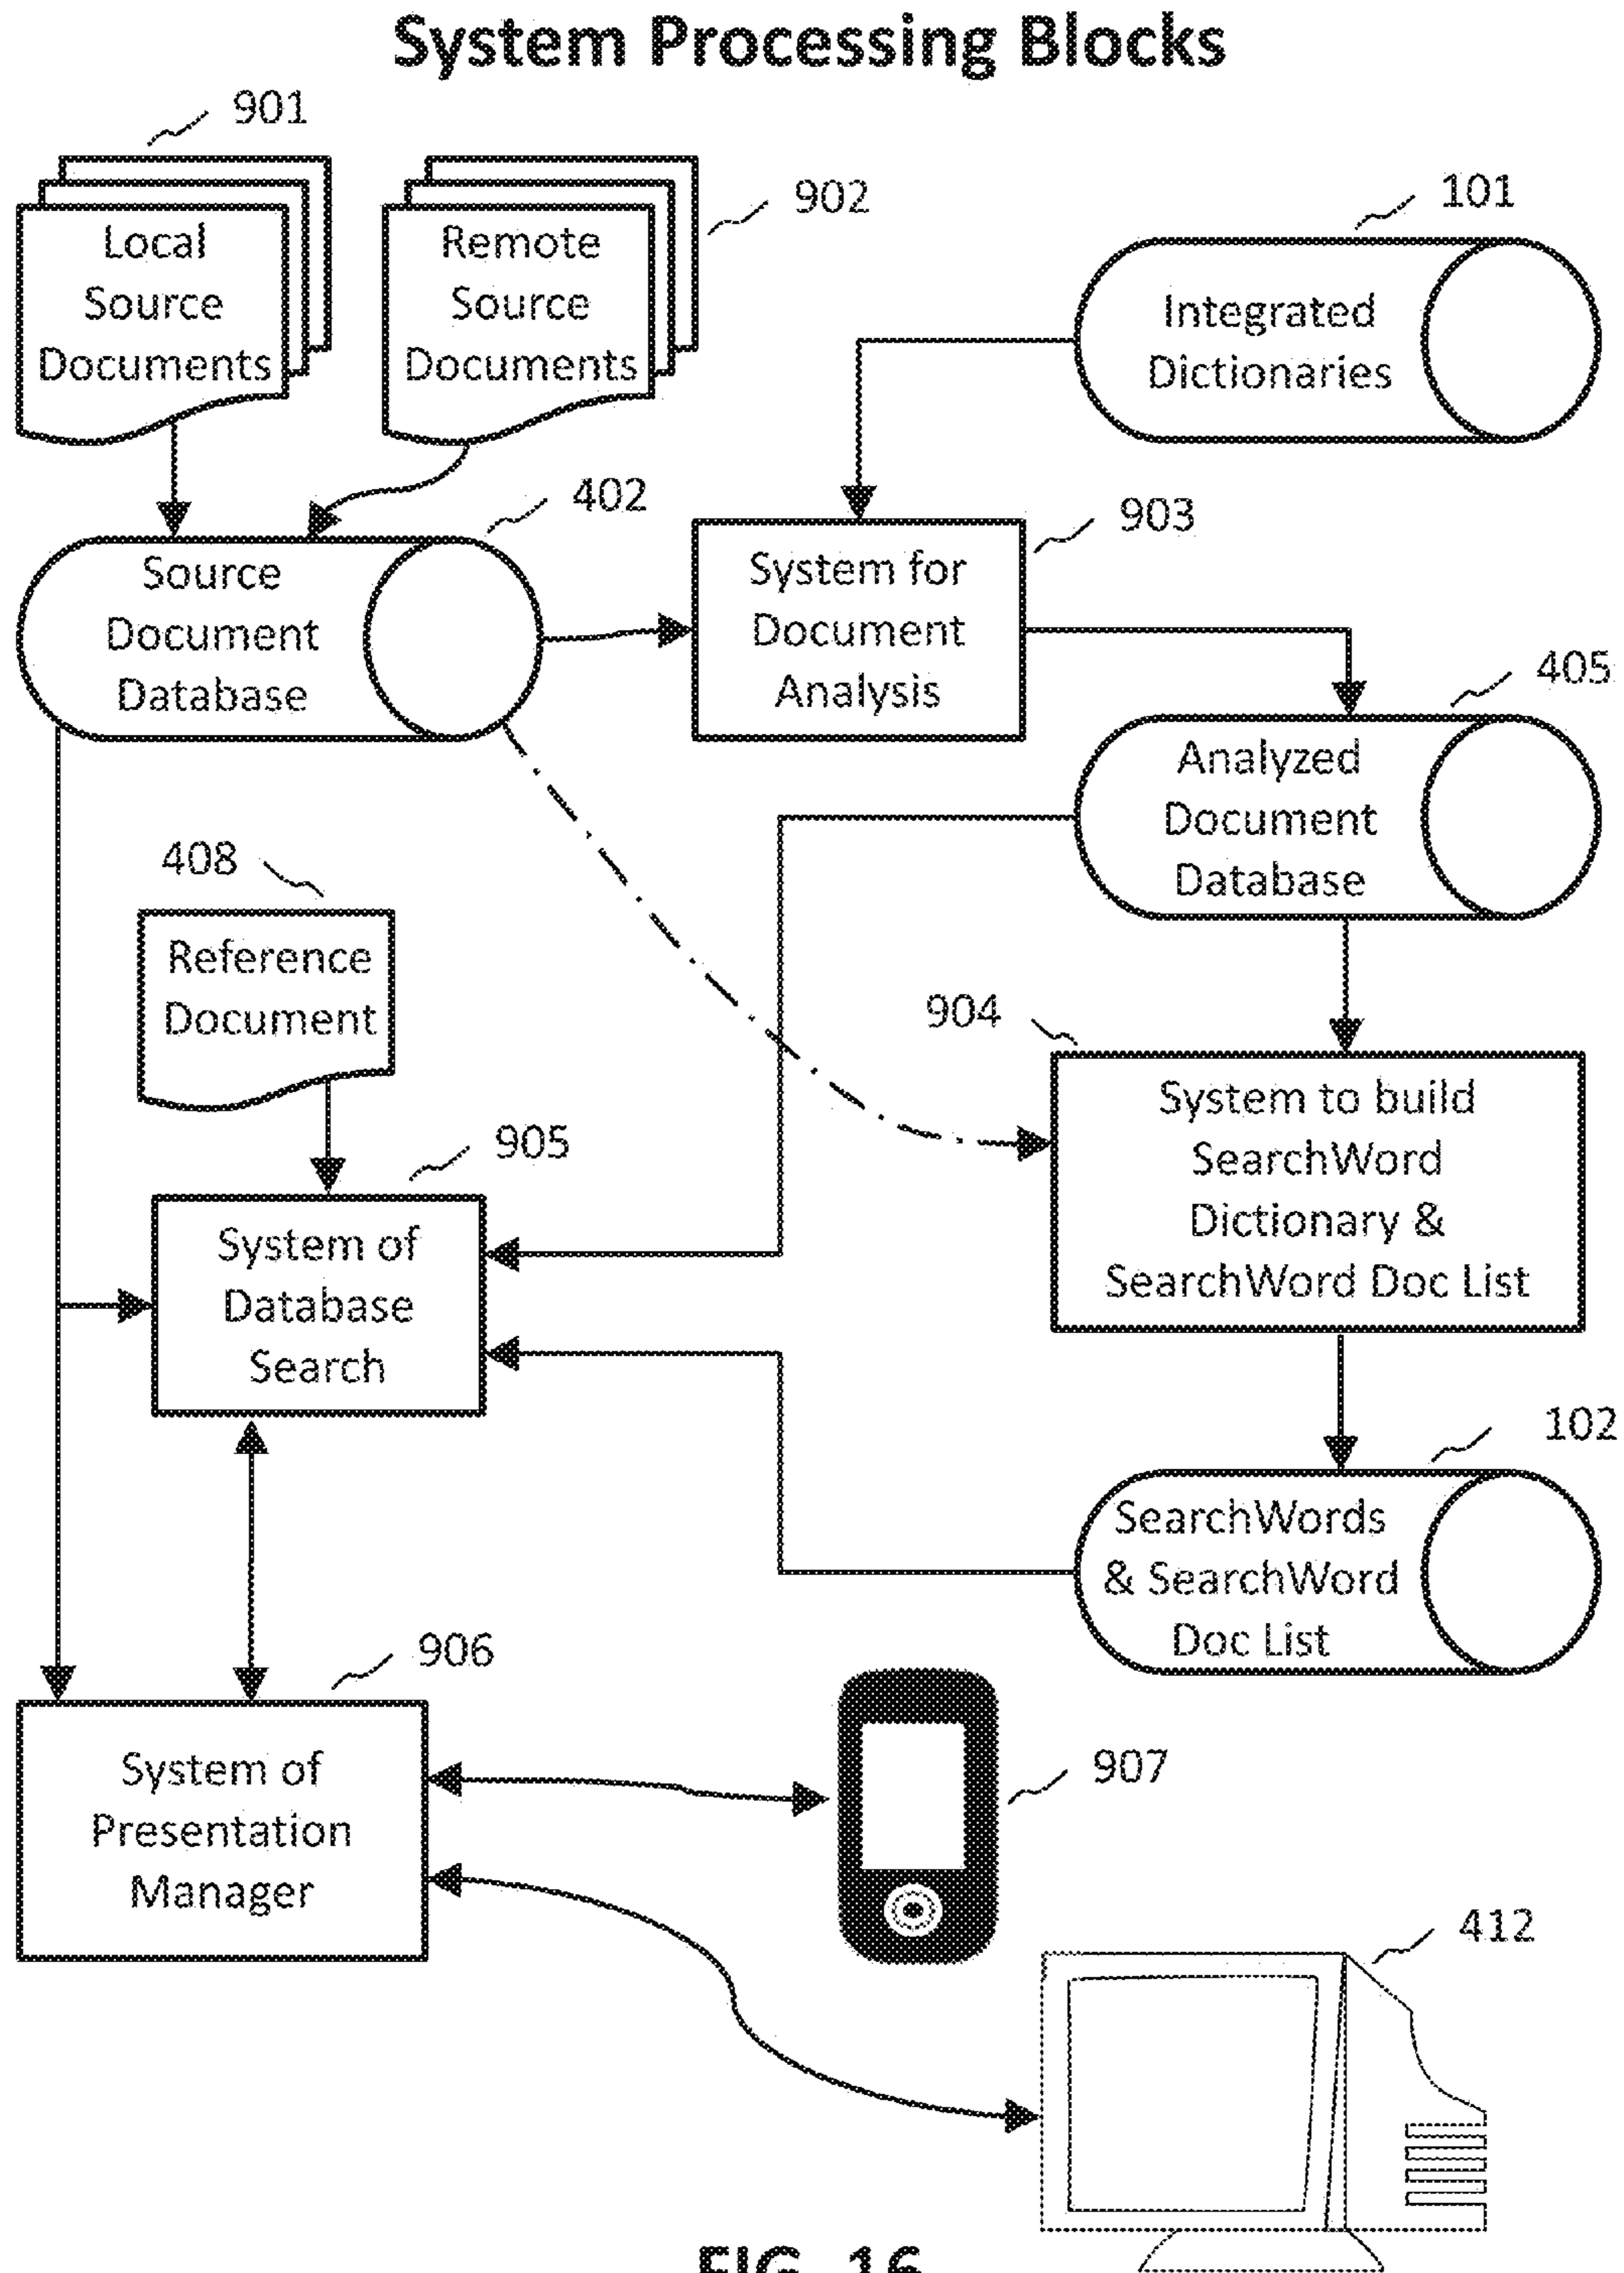 System Processing Blocks
901
902
101
Local
Source
Documents
Remote
Source
Documents
Integrated
Dictionaries
402
903
Source
Document
Database
System for
Document
Analysis
405
Analyzed
Document
Database
408
Reference
Document
904
905
System to build
SearchWord
Dictionary &
SearchWord Doc List
System of
Database
Search
102
SearchWords
& SearchWord
Doc List
906
System of
Presentation
Manager
907
412
FIG. 16